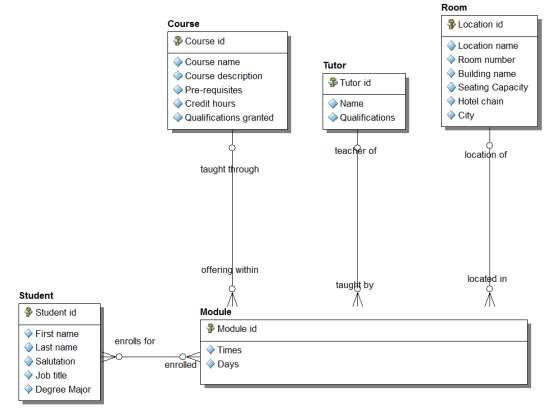 Course
Course id
Course name
Course description
Pre-requisites
Credit hours
Qualifications granted
Tutor
Tutor id
Name
Qualifications
Room
Location id
Location name
Room number
Building name
Seating Capacity
Hotel chain
City
taught through
teacher of
location of
offering within
taught by
located in
Student
Student id
First name
Last name
Salutation
Job title
Degree Major
enrolls for
enrolled
Module
Module id
Times
Days